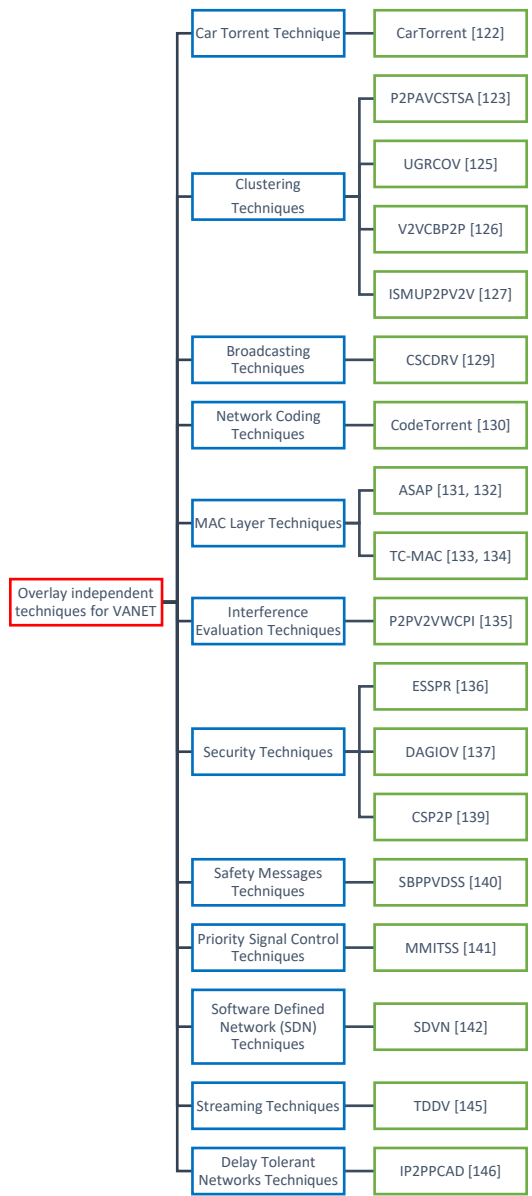 Overlay independent
techniques for VANET
Car Torrent Technique
CarTorrent [122]
Clustering
Techniques
P2PAVCSTSA [123]
UGRCOV [125]
V2VCBP2P [126]
ISMUP2PV2V [127]
Broadcasting
Techniques
CSCDRV [129]
Network Coding
Techniques
CodeTorrent [130]
MAC Layer Techniques
ASAP [131, 132]
TC-MAC [133, 134]
Interference
Evaluation Techniques
P2PV2VWCPI [135]
Security Techniques
ESSPR [136]
DAGIOV [137]
CSP2P [139]
Safety Messages
Techniques
SBPPVDSS [140]
Priority Signal Control
Techniques
MMITSS [141]
Software Defined
Network (SDN)
Techniques
SDVN [142]
Streaming Techniques
TDDV [145]
Delay Tolerant
Networks Techniques
IP2PPCAD [146]